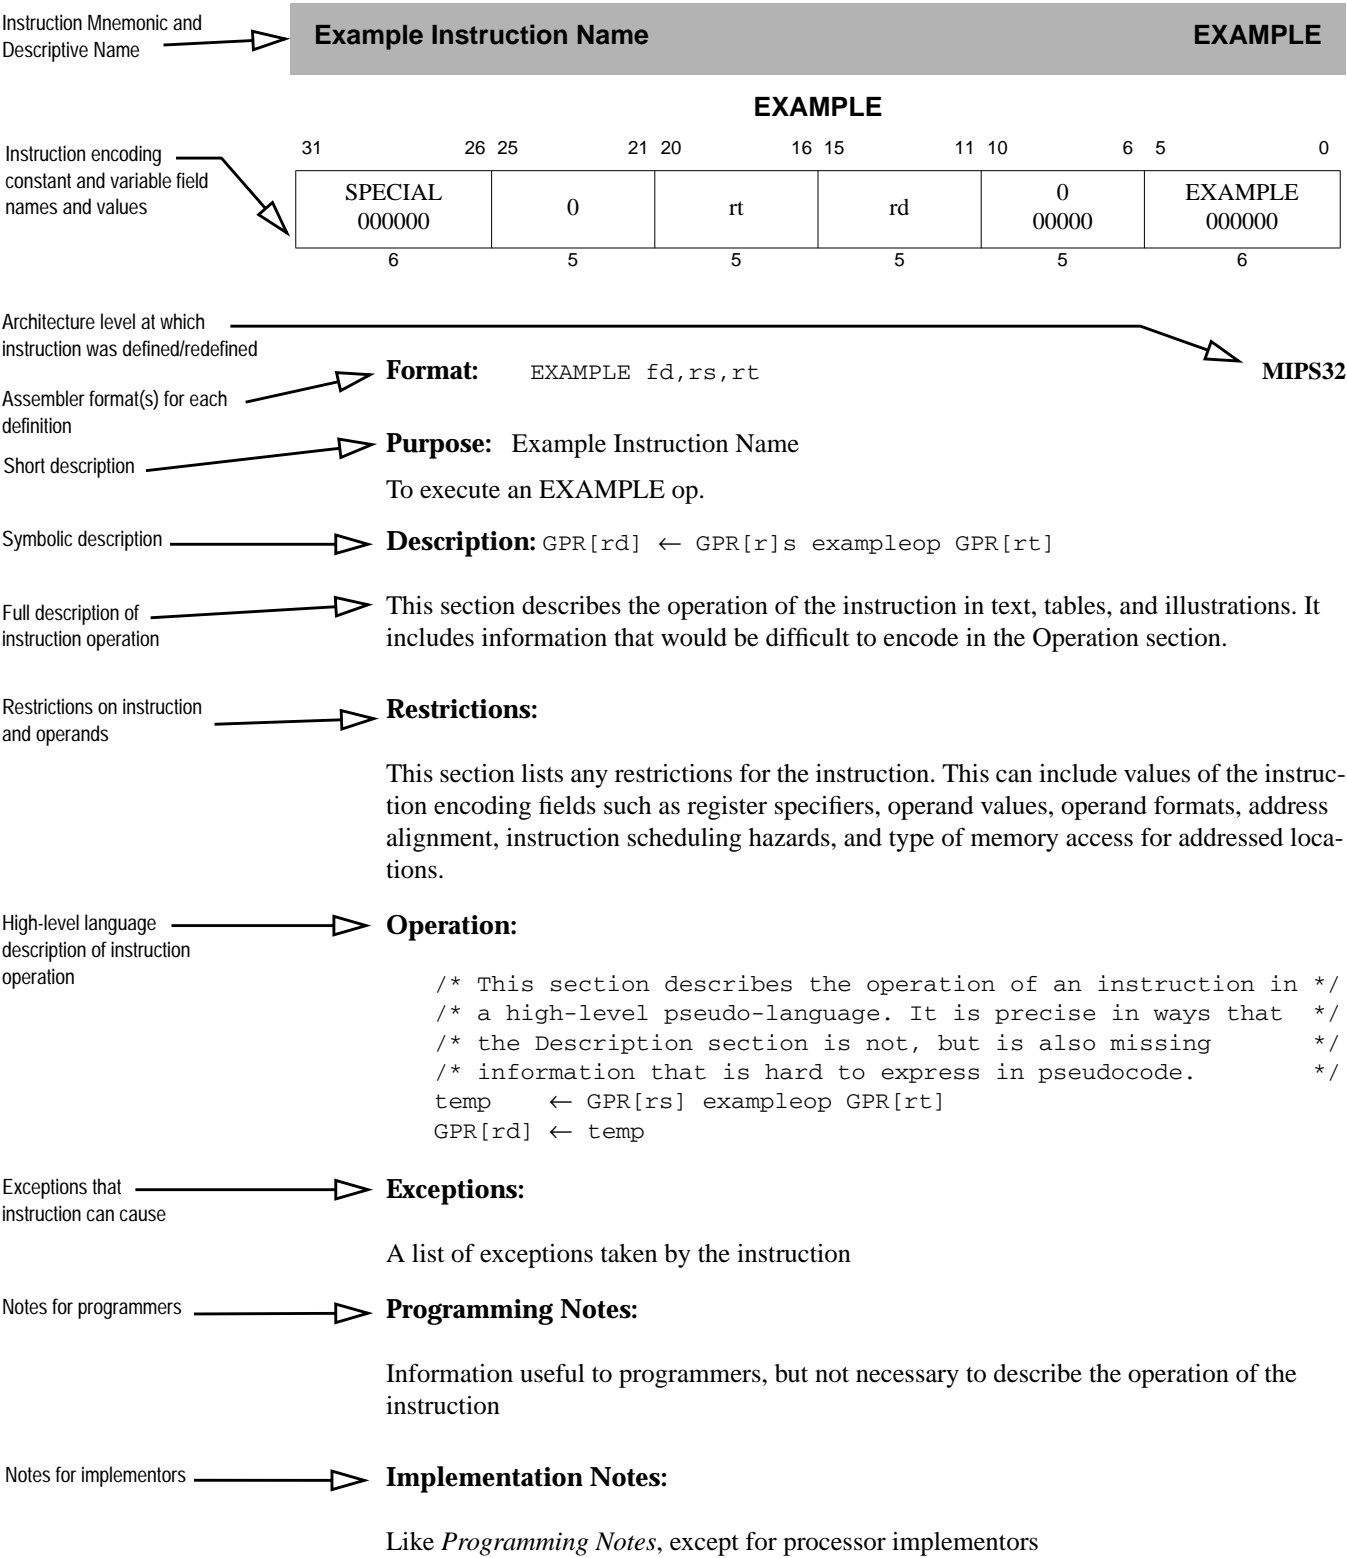 Instruction Mnemonic and
Descriptive Name
Example Instruction Name EXAMPLE
EXAMPLE
31 26 25 21 20 16 15 11 10 6 5 0
Instruction encoding
constant and variable field
names and values
SPECIAL
000000
0
rt
rd
0
00000
EXAMPLE
000000
6 5 5 5 5 6
Architecture level at which
instruction was defined/redefined
Format: EXAMPLE fd,rs,rt MIPS32
Assembler format(s) for each
definition
Purpose: Example Instruction Name
Short description
To execute an EXAMPLE op.
Symbolic description
Description: GPR[rd] ← GPR[r]s exampleop GPR[rt]
Full description of
instruction operation
This section describes the operation of the instruction in text, tables, and illustrations. It
includes information that would be difficult to encode in the Operation section.
Restrictions on instruction
and operands
Restrictions:
This section lists any restrictions for the instruction. This can include values of the instruc-
tion encoding fields such as register specifiers, operand values, operand formats, address
alignment, instruction scheduling hazards, and type of memory access for addressed loca-
tions.
High-level language
description of instruction
operation
Operation:
/* This section describes the operation of an instruction in */
/* a high-level pseudo-language. It is precise in ways that */
/* the Description section is not, but is also missing */
/* information that is hard to express in pseudocode. */
temp ← GPR[rs] exampleop GPR[rt]
GPR[rd] ← temp
Exceptions that
instruction can cause
Exceptions:
A list of exceptions taken by the instruction
Notes for programmers
Programming Notes:
Information useful to programmers, but not necessary to describe the operation of the
instruction
Notes for implementors
Implementation Notes:
Like Programming Notes, except for processor implementors